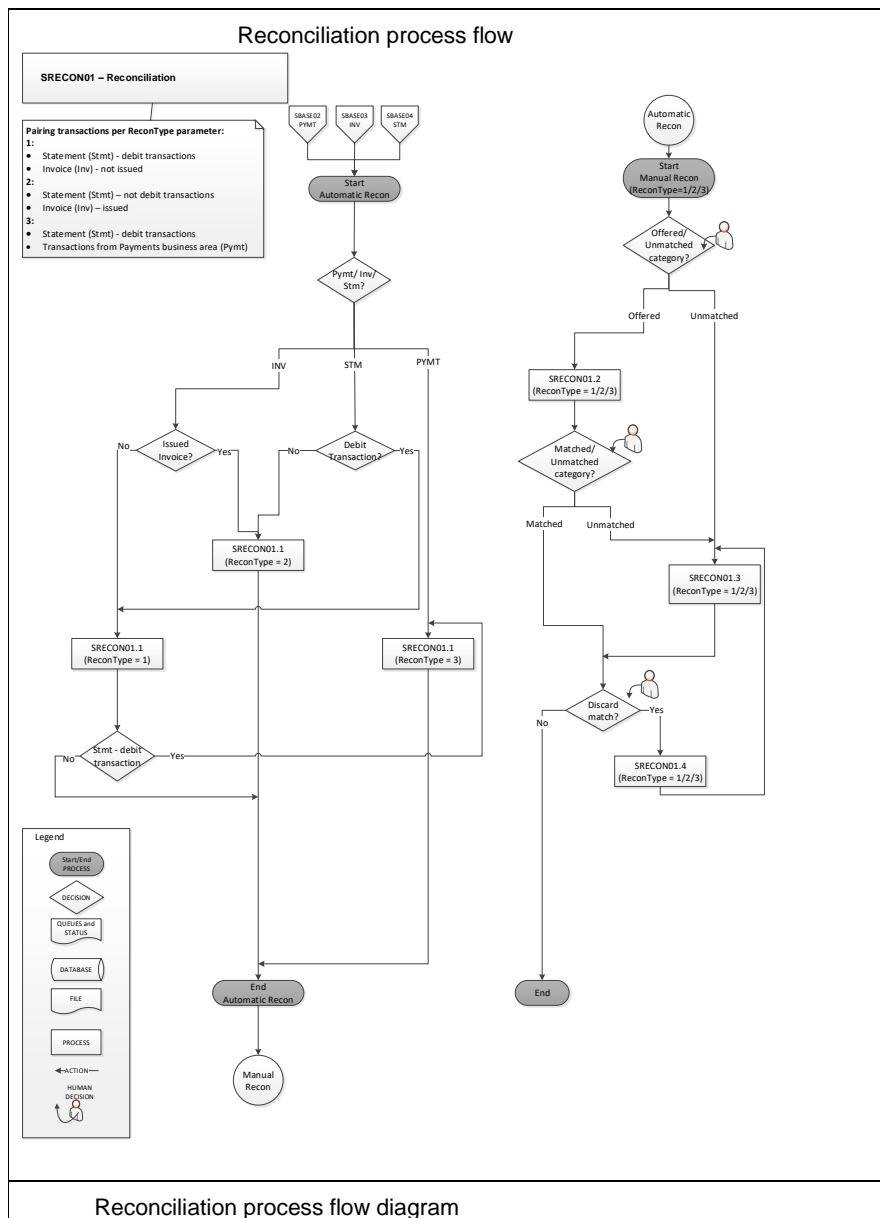 Reconciliation process flow
SRECON01 – Reconciliation
Pairing transactions per ReconType parameter:
1:
• Statement (Stmt) - debit transactions
• Invoice (Inv) - not issued
2:
• Statement (Stmt) – not debit transactions
• Invoice (Inv) – issued
3:
• Statement (Stmt) - debit transactions
• Transactions from Payments business area (Pymt)
SBASE02
PYMT
SBASE03
INV
SBASE04
STM
Start
Automatic Recon
Pymt/ Inv/
Stm?
INV
STM
PYMT
No
Issued
Invoice?
Yes
No
Debit
Transaction?
Yes
SRECON01.1
(ReconType = 2)
SRECON01.1
(ReconType = 1)
SRECON01.1
(ReconType = 3)
No
Stmt - debit
transaction
Yes
End
Automatic Recon
Manual
Recon
Automatic
Recon
Start
Manual Recon
(ReconType=1/2/3)
Offered/
Unmatched
category?
Offered
Unmatched
SRECON01.2
(ReconType = 1/2/3)
Matched/
Unmatched
category?
Matched
Unmatched
SRECON01.3
(ReconType = 1/2/3)
No
Discard
match?
Yes
SRECON01.4
(ReconType = 1/2/3)
End
Legend
Start/End
PROCESS
DECISION
QUEUES and
STATUS
DATABASE
FILE
PROCESS
ACTION
HUMAN
DECISION
Reconciliation process flow diagram